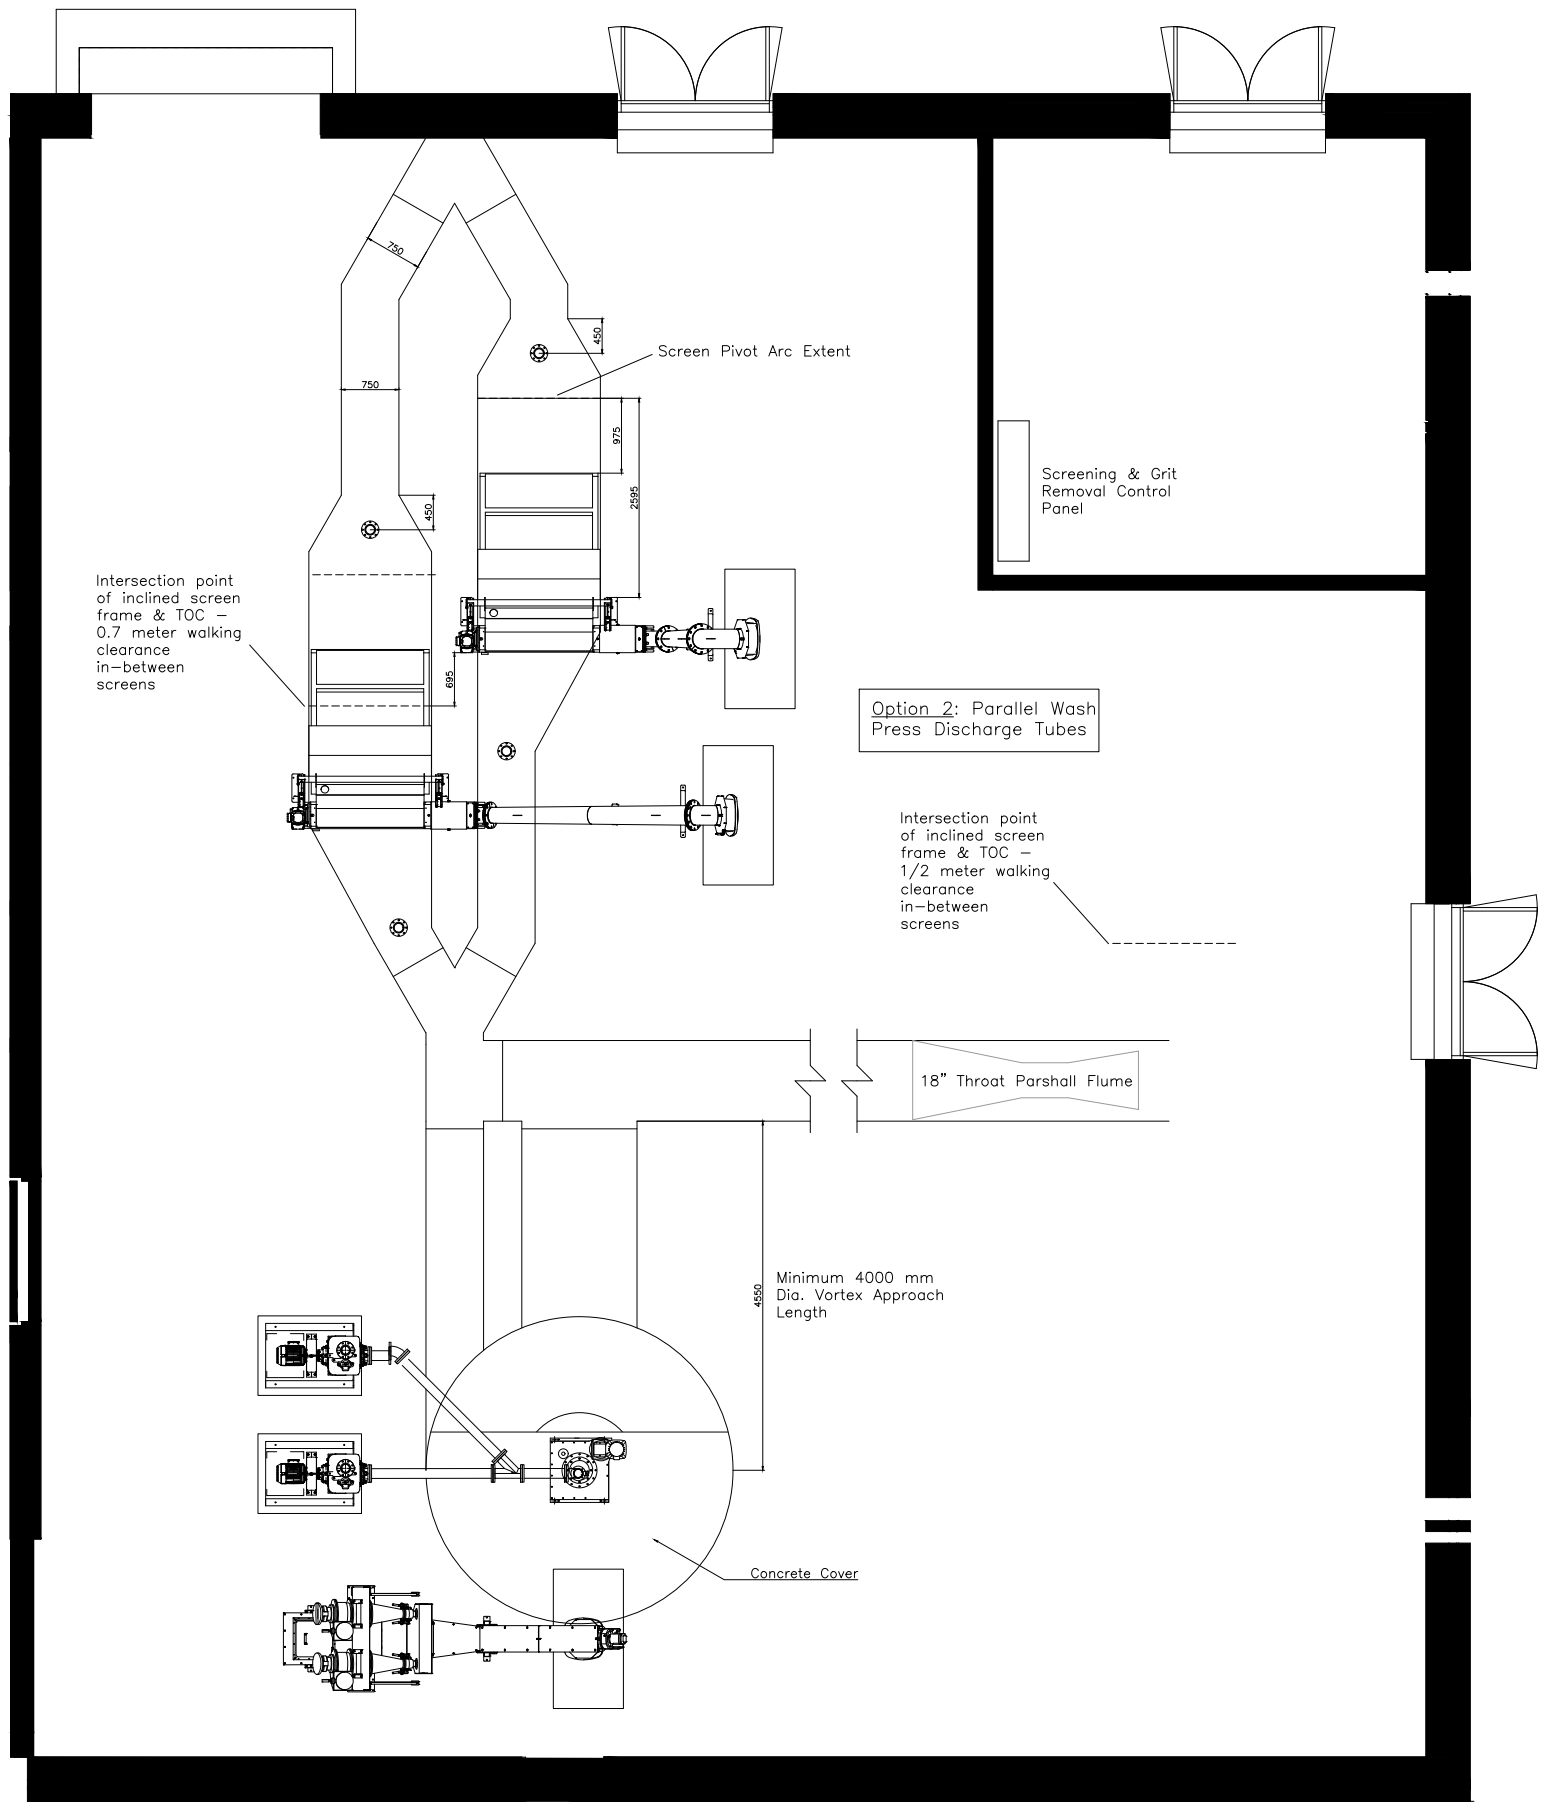 750
450
Screen Pivot Arc Extent
750
975
2595
450
Screening & Grit
Removal Control
Panel
Intersection point
of inclined screen
frame & TOC –
0.7 meter walking
clearance
in–between
screens
695
Option 2: Parallel Wash
Press Discharge Tubes
Intersection point
of inclined screen
frame & TOC –
1/2 meter walking
clearance
in–between
screens
18" Throat Parshall Flume
4550
Minimum 4000 mm
Dia. Vortex Approach
Length
Concrete Cover